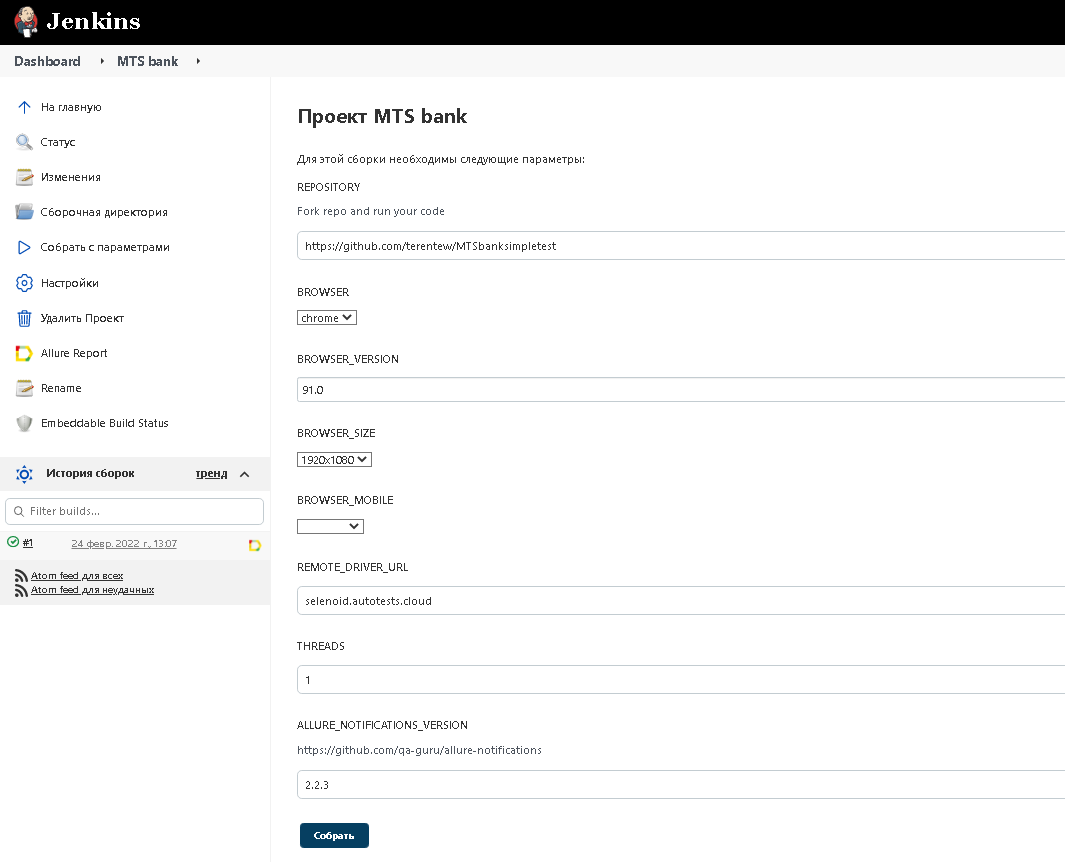 Jenkins
Dashboard
MTS bank
На главную
Статус
Изменения
Сборочная директория
Собрать с параметрами
Настройки
Удалить Проект
Allure Report
Rename
Embeddable Build Status
История сборок тренд
Filter builds...
#1 24 февр. 2022 г., 13:07
Atom feed для всех
Atom feed для неудачных
Проект MTS bank
Для этой сборки необходимы следующие параметры:
REPOSITORY
Fork repo and run your code
https://github.com/terentew/MTSbanksimpletest
BROWSER
chrome
BROWSER_VERSION
91.0
BROWSER_SIZE
1920x1080
BROWSER_MOBILE
REMOTE_DRIVER_URL
selenoid.autotests.cloud
THREADS
1
ALLURE_NOTIFICATIONS_VERSION
https://github.com/qa-guru/allure-notifications
2.2.3
Собрать